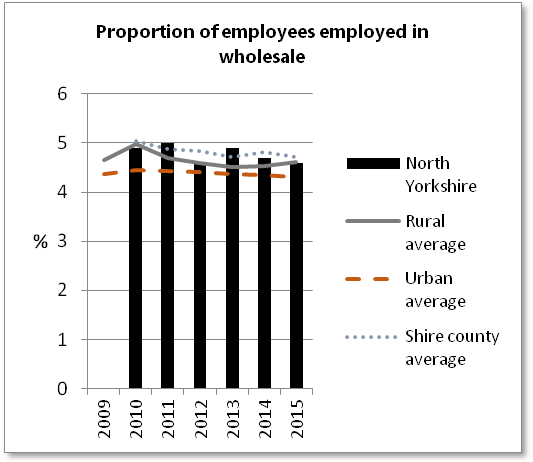 Proportion of employees employed in
wholesale
6
5
4
3
2
1
0
%
2009
2010
2011
2012
2013
2014
2015
North
Yorkshire
Rural
average
Urban
average
Shire county
average